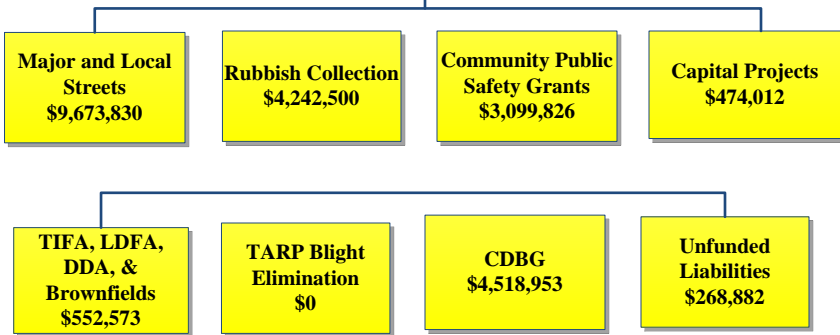 Major and Local
Streets
$9,673,830
Rubbish Collection
$4,242,500
Community Public
Safety Grants
$3,099,826
Capital Projects
$474,012
TIFA, LDFA,
DDA, &
Brownfields
$552,573
TARP Blight
Elimination
$0
CDBG
$4,518,953
Unfunded
Liabilities
$268,882